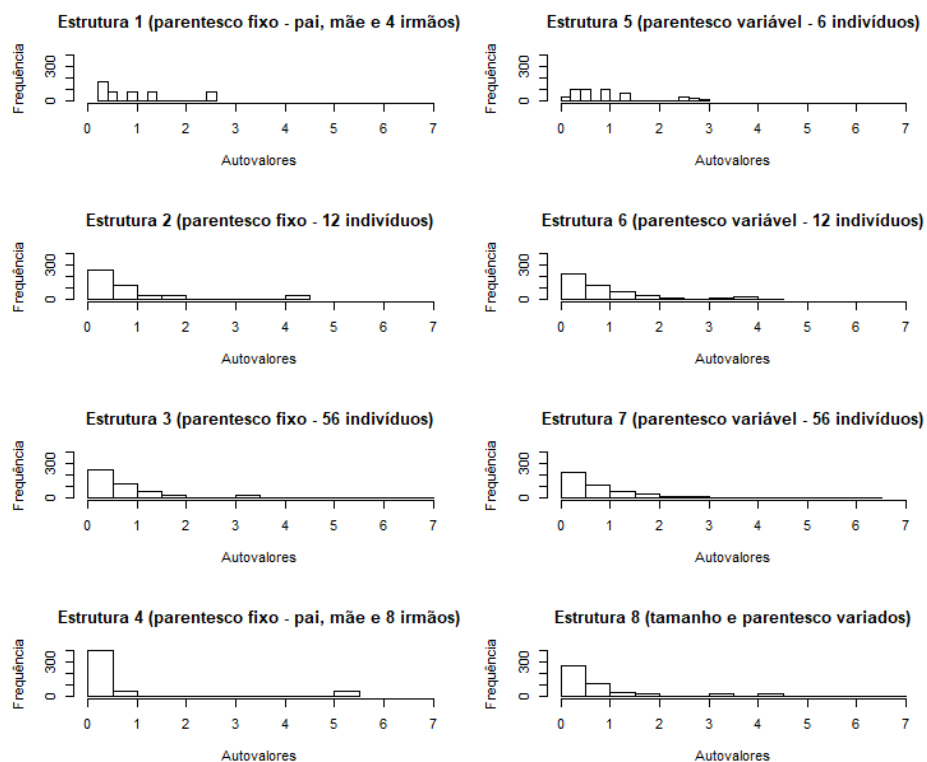 Estrutura 1 (parentesco fixo - pai, mãe e 4 irmãos)
Frequência
0 300
0 1 2 3 4 5 6 7
Autovalores
Estrutura 5 (parentesco variável - 6 indivíduos)
Frequência
0 300
0 1 2 3 4 5 6 7
Autovalores
Estrutura 2 (parentesco fixo - 12 indivíduos)
Frequência
0 300
0 1 2 3 4 5 6 7
Autovalores
Estrutura 6 (parentesco variável - 12 indivíduos)
Frequência
0 300
0 1 2 3 4 5 6 7
Autovalores
Estrutura 3 (parentesco fixo - 56 indivíduos)
Frequência
0 300
0 1 2 3 4 5 6 7
Autovalores
Estrutura 7 (parentesco variável - 56 indivíduos)
Frequência
0 300
0 1 2 3 4 5 6 7
Autovalores
Estrutura 4 (parentesco fixo - pai, mãe e 8 irmãos)
Frequência
0 300
0 1 2 3 4 5 6 7
Autovalores
Estrutura 8 (tamanho e parentesco variados)
Frequência
0 300
0 1 2 3 4 5 6 7
Autovalores